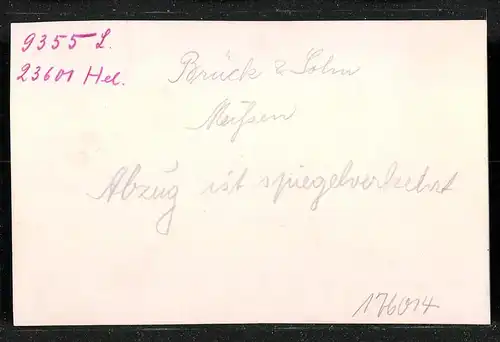 9355 L.
23601 Hel.
Brück & Sohn
Meißen
Abzug ist spiegelverkehrt
176014